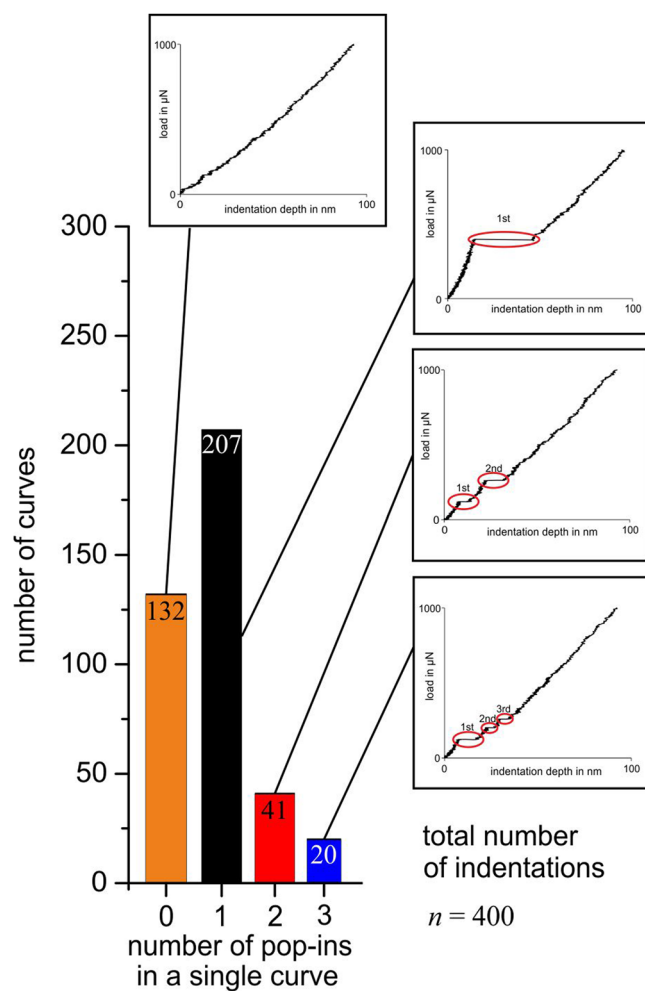 1000
load in µN
0
0
100
indentation depth in nm
1000
load in µN
1st
0
0
100
indentation depth in nm
1000
load in µN
1st
2nd
0
0
100
indentation depth in nm
1000
load in µN
1st
2nd
3rd
0
0
100
indentation depth in nm
300
250
200
150
100
50
0
number of curves
132
207
41
20
0 1 2 3
number of pop-ins
in a single curve
total number
of indentations
n = 400